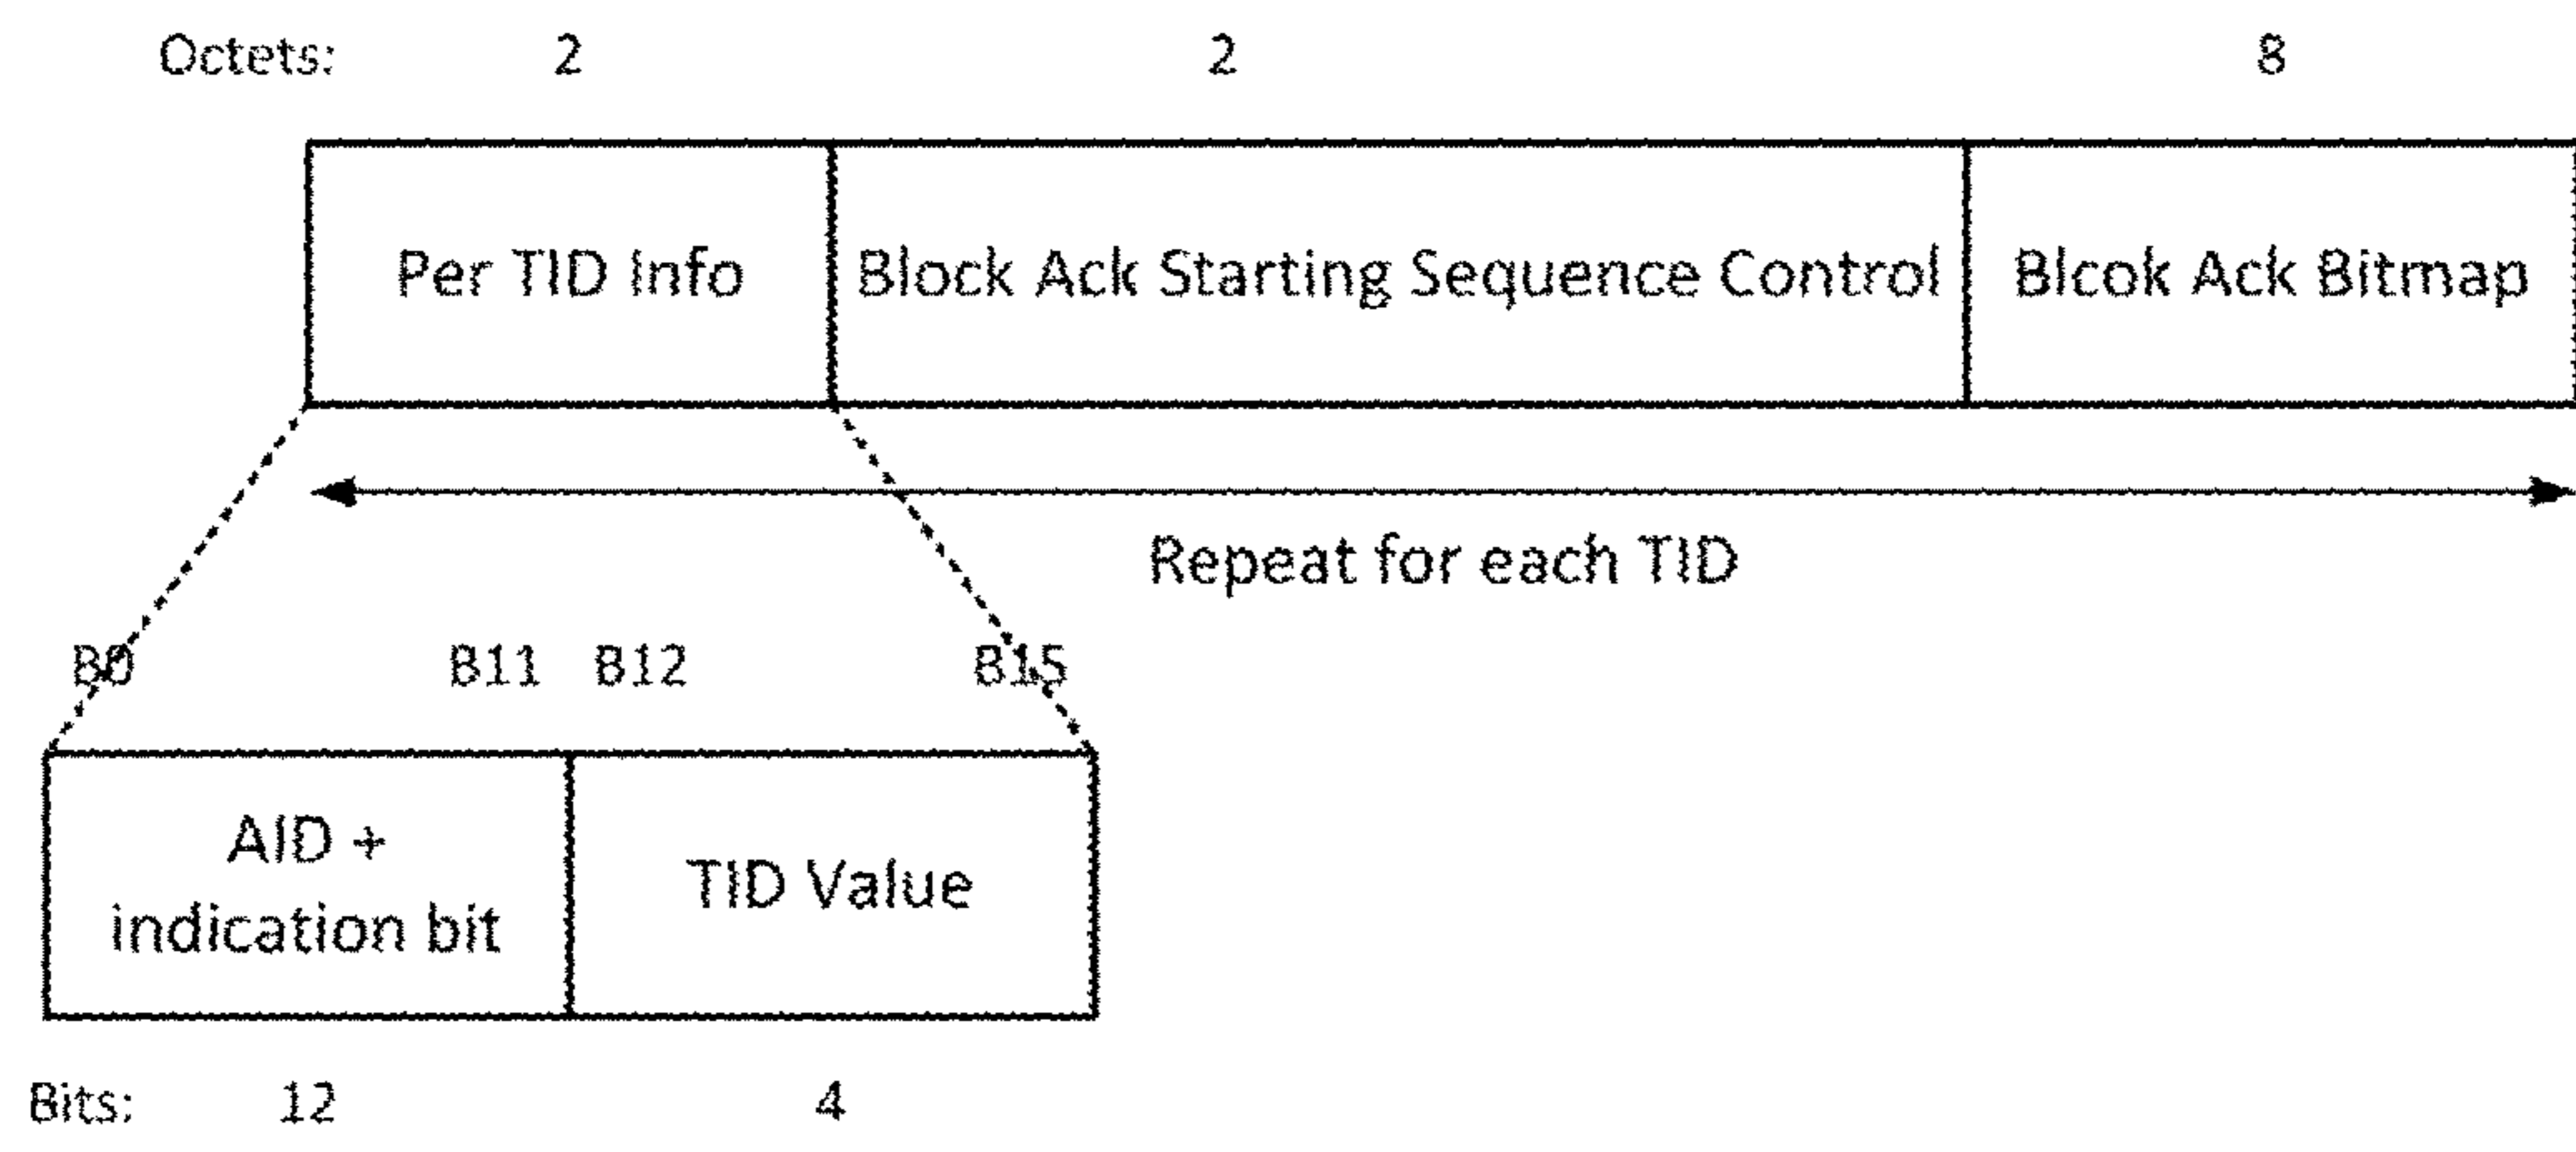 Octets: 2 2 8
Per TID Info Block Ack Starting Sequence Control Blcok Ack Bitmap
Repeat for each TID
B0 B11 B12 B15
AID +
indication bit
TID Value
Bits: 12 4